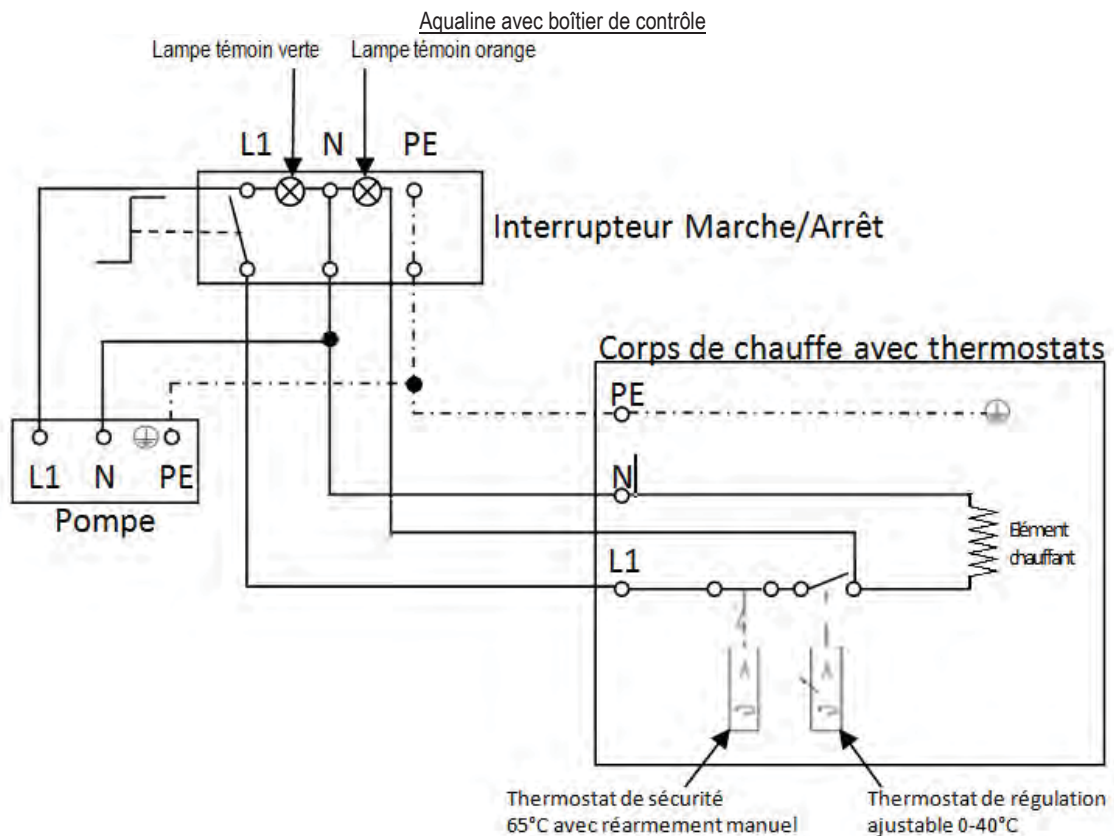 Aqualine avec boîtier de contrôle
Lampe témoin verte
Lampe témoin orange
L1
N
PE
Interrupteur Marche/Arrêt
Corps de chauffe avec thermostats
PE
L1
N
PE
Pompe
N
Elément
chauffant
L1
Thermostat de sécurité
65°C avec réarmement manuel
Thermostat de régulation
ajustable 0-40°C